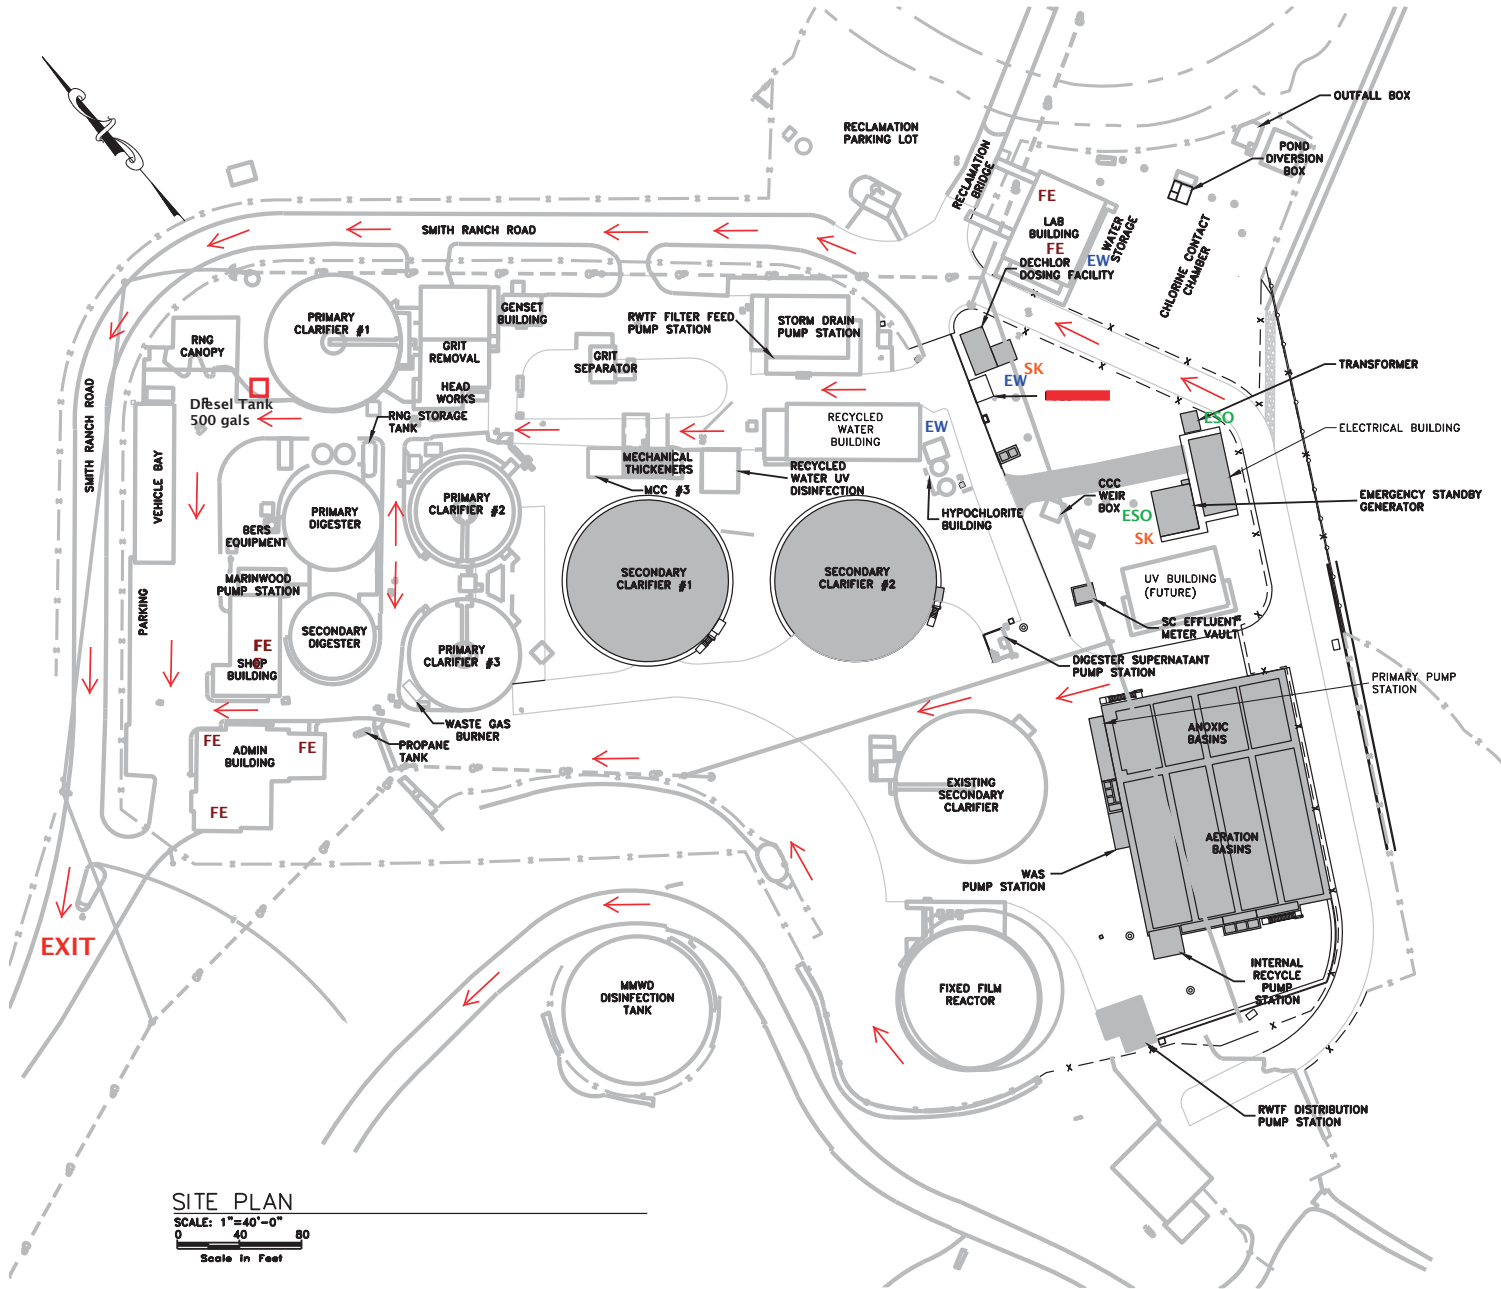 OUTFALL BOX
RECLAMATION
PARKING LOT
POND
DIVERSION
BOX
RECLAMATION
BRIDGE
FE
LAB
BUILDING
FE
EW
WATER
STORAGE
DECHLOR
DOSING FACILITY
CHLORINE CONTACT
CHAMBER
SMITH RANCH ROAD
GENSET
BUILDING
PRIMARY
CLARIFIER #1
RWTF FILTER FEED
PUMP STATION
STORM DRAIN
PUMP STATION
RNG
CANOPY
GRIT
REMOVAL
GRIT
SEPARATOR
SK
EW
TRANSFORMER
HEAD
WORKS
SMITH RANCH ROAD
Diesel Tank
500 gals
RNG STORAGE
TANK
RECYCLED
WATER
BUILDING
EW
ESO
ELECTRICAL BUILDING
VEHICLE BAY
MECHANICAL
THICKENERS
MCC #3
RECYCLED
WATER UV
DISINFECTION
CCC
WEIR
BOX
EMERGENCY STANDBY
GENERATOR
PRIMARY
CLARIFIER #2
PRIMARY
DIGESTER
HYPOCHLORITE
BUILDING
ESO
SK
BERS
EQUIPMENT
MARINWOOD
PUMP STATION
SECONDARY
CLARIFIER #1
SECONDARY
CLARIFIER #2
UV BUILDING
(FUTURE)
PARKING
SECONDARY
DIGESTER
SC EFFLUENT
METER VAULT
FE
SHOP
BUILDING
PRIMARY
CLARIFIER #3
DIGESTER SUPERNATANT
PUMP STATION
PRIMARY PUMP
STATION
WASTE GAS
BURNER
ANOXIC
BASINS
FE
ADMIN
BUILDING
FE
PROPANE
TANK
FE
EXISTING
SECONDARY
CLARIFIER
AERATION
BASINS
WAS
PUMP STATION
EXIT
MMWD
DISINFECTION
TANK
FIXED FILM
REACTOR
INTERNAL
RECYCLE
PUMP
STATION
RWTF DISTRIBUTION
PUMP STATION
SITE PLAN
SCALE: 1"=40'-0"
0 40 80
Scale In Feet